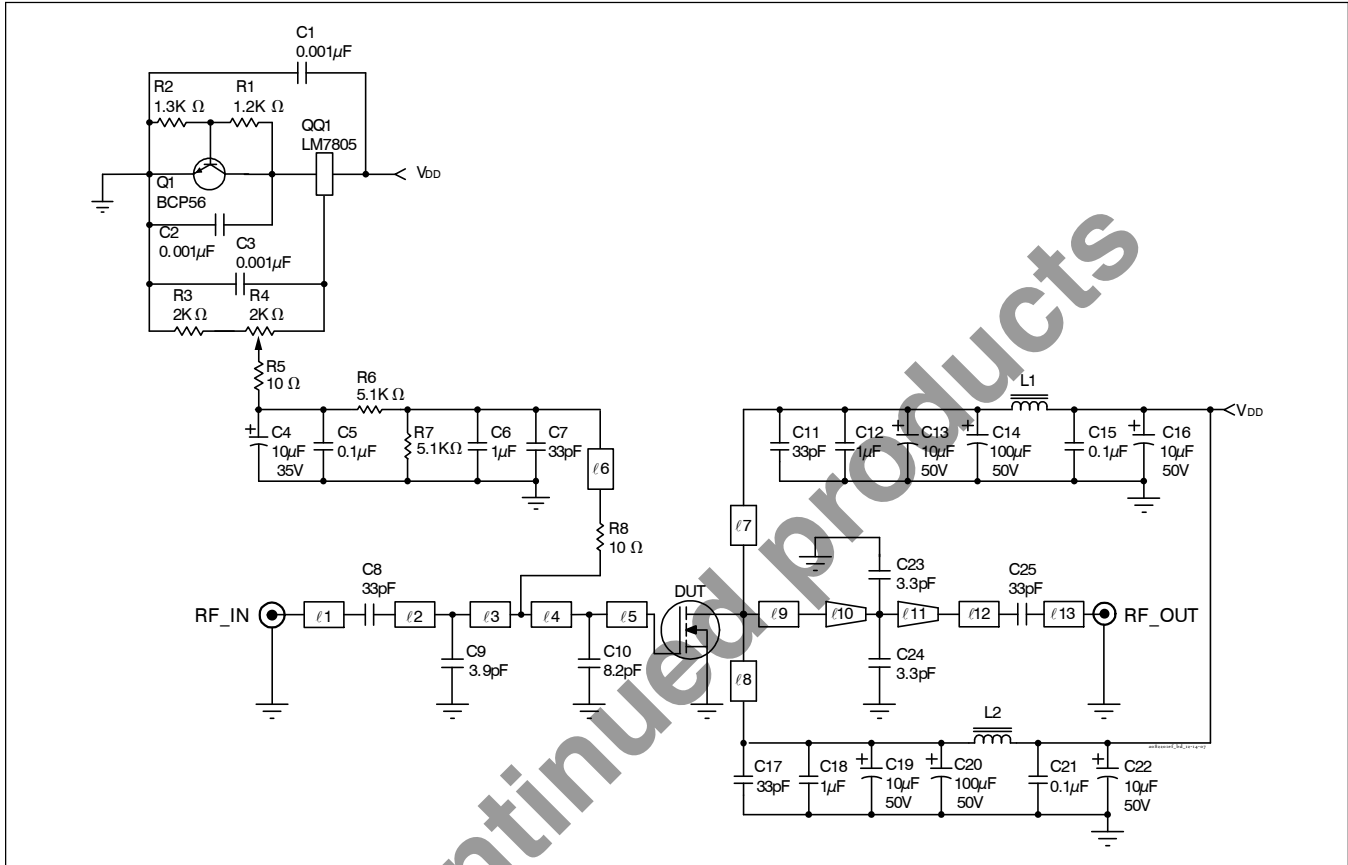 C1
0.001µF
R2
1.3K Ω
R1
1.2K Ω
QQ1
LM7805
VDD
Q1
BCP56
C2
0.001µF
C3
0.001µF
R3
2K Ω
R4
2K Ω
R5
10 Ω
R6
5.1K Ω
C4
10µF
35V
C5
0.1µF
R7
5.1KΩ
C6
1µF
C7
33pF
ℓ6
R8
10 Ω
L1
VDD
C11
33pF
C12
1µF
C13
10µF
50V
C14
100µF
50V
C15
0.1µF
C16
10µF
50V
ℓ7
RF_IN
ℓ1
C8
33pF
ℓ2
ℓ3
ℓ4
ℓ5
C9
3.9pF
C10
8.2pF
DUT
ℓ9
ℓ10
C23
3.3pF
C24
3.3pF
ℓ11
ℓ12
C25
33pF
ℓ13
RF_OUT
ℓ8
L2
C17
33pF
C18
1µF
C19
10µF
50V
C20
100µF
50V
C21
0.1µF
C22
10µF
50V
ntinued products